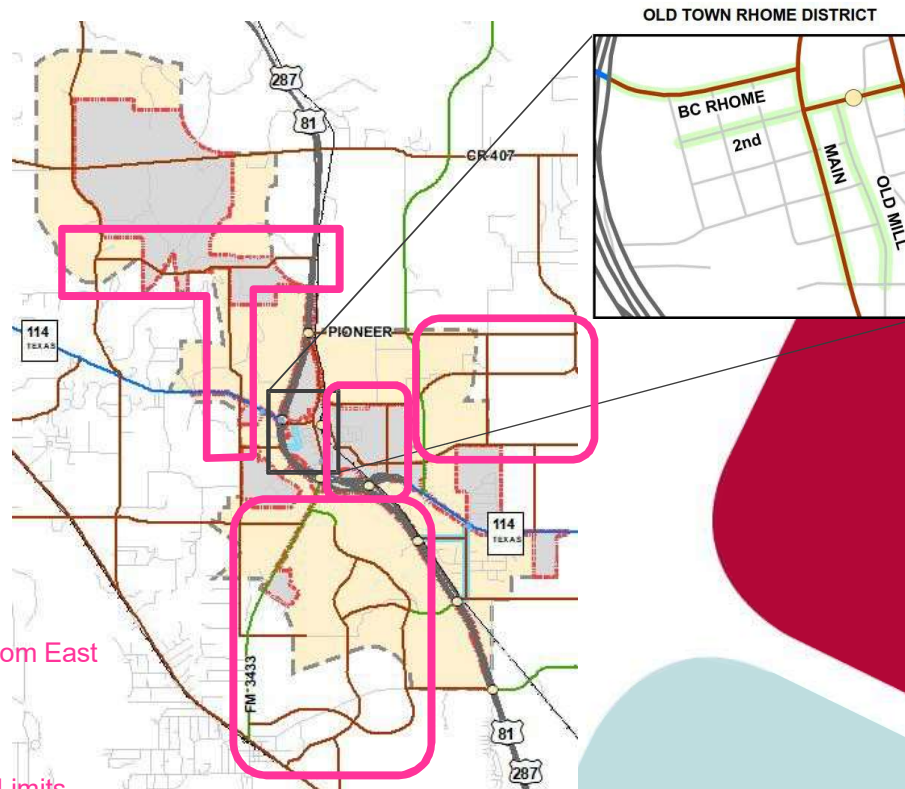 OLD TOWN RHOME DISTRICT
BC RHOME
2nd
MAIN
OLD MILL
287
81
CR 407
PIONEER
114
TEXAS
114
TEXAS
FM 3433
81
287
om East
Limits